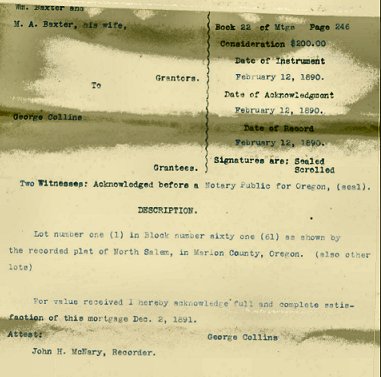 Wm. Baxter and
M. A. Baxter, his wife,
Book 22 of Mtgs Page 246
Consideration $200.00
Date of Instrument
Grantors.
February 12, 1890.
To
Date of Acknowledgment
February 12, 1890.
George Collins
Date of Record
February 12, 1890.
Grantees.
Signatures are: Sealed
Scrolled
Two Witnesses: Acknowledged before a Notary Public for Oregon, (seal).
DESCRIPTION.
Lot number one (1) in Block number sixty one (61) as shown by
the recorded plat of North Salem, in Marion County, Oregon. (also other
lots)
For value received I hereby acknowledge full and complete satis-
faction of this mortgage Dec. 2, 1891.
Attest:
George Collins
John H. McNary, Recorder.